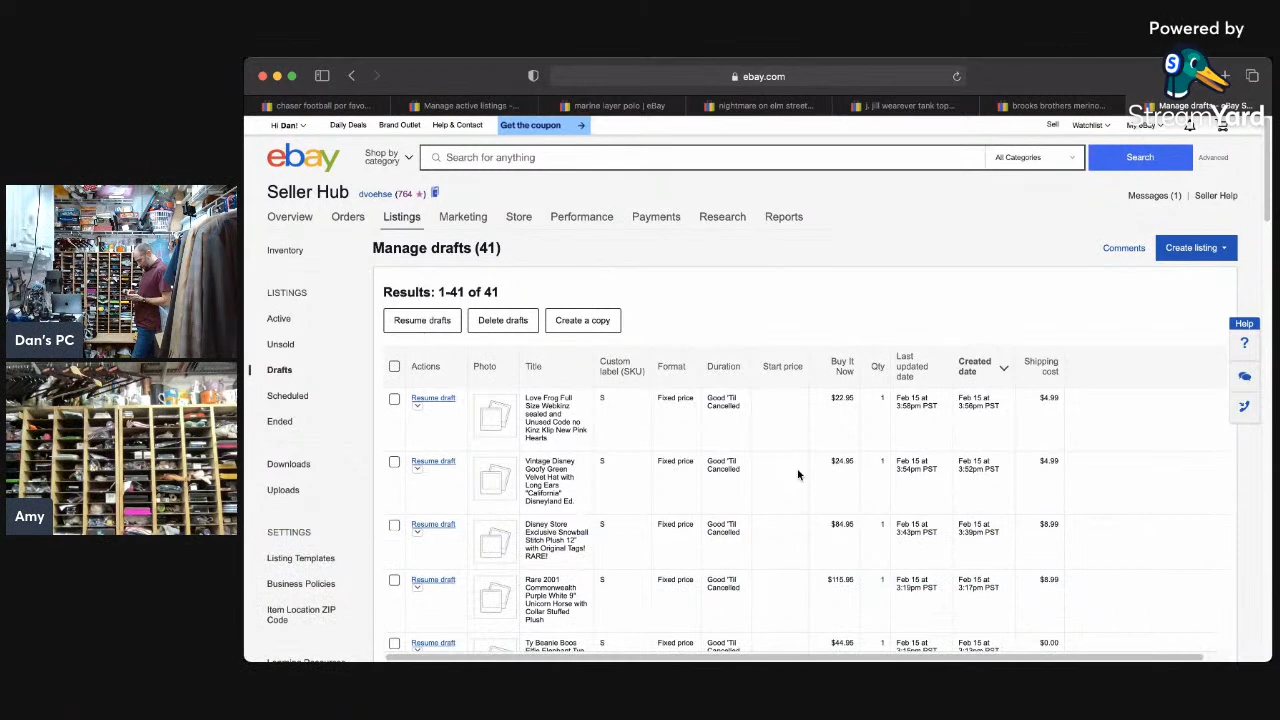 Powered by
StreamYard
ebay.com
chaser football por favo...
Manage active listings -...
marine layer polo | eBay
nightmare on elm street...
j. jill wearever tank top...
brooks brothers merino...
Manage drafts - eBay S...
Hi Dan!
Daily Deals
Brand Outlet
Help & Contact
Get the coupon
Sell
Watchlist
My eBay
ebay
Shop by category
Search for anything
All Categories
Search
Advanced
Seller Hub
dvoehse (764)
Messages (1) | Seller Help
Overview
Orders
Listings
Marketing
Store
Performance
Payments
Research
Reports
Inventory
LISTINGS
Active
Unsold
Drafts
Scheduled
Ended
Downloads
Uploads
SETTINGS
Listing Templates
Business Policies
Item Location ZIP
Code
Manage drafts (41)
Comments
Create listing
Results: 1-41 of 41
Resume drafts
Delete drafts
Create a copy
Actions
Photo
Title
Custom
label (SKU)
Format
Duration
Start price
Buy It
Now
Qty
Last
updated
date
Created
date
Shipping
cost
Resume draft
Love Frog Full
Size Webkinz
sealed and
Unused Code no
Kinz Klip New Pink
Hearts
S
Fixed price
Good 'Til
Cancelled
$22.95
1
Feb 15 at
3:58pm PST
Feb 15 at
3:56pm PST
$4.99
Resume draft
Vintage Disney
Goofy Green
Velvet Hat with
Long Ears
"California"
Disneyland Ed.
S
Fixed price
Good 'Til
Cancelled
$24.95
1
Feb 15 at
3:54pm PST
Feb 15 at
3:52pm PST
$4.99
Resume draft
Disney Store
Exclusive Snowball
Stitch Plush 12"
with Original Tags!
RARE!
S
Fixed price
Good 'Til
Cancelled
$84.95
1
Feb 15 at
3:43pm PST
Feb 15 at
3:39pm PST
$8.99
Resume draft
Rare 2001
Commonwealth
Purple White 9"
Unicorn Horse with
Collar Stuffed
Plush
S
Fixed price
Good 'Til
Cancelled
$115.95
1
Feb 15 at
3:19pm PST
Feb 15 at
3:17pm PST
$8.99
Resume draft
Ty Beanie Boos
S
Fixed price
Good 'Til
$44.95
1
Feb 15 at
Feb 15 at
$0.00
Help
Dan's PC
Amy